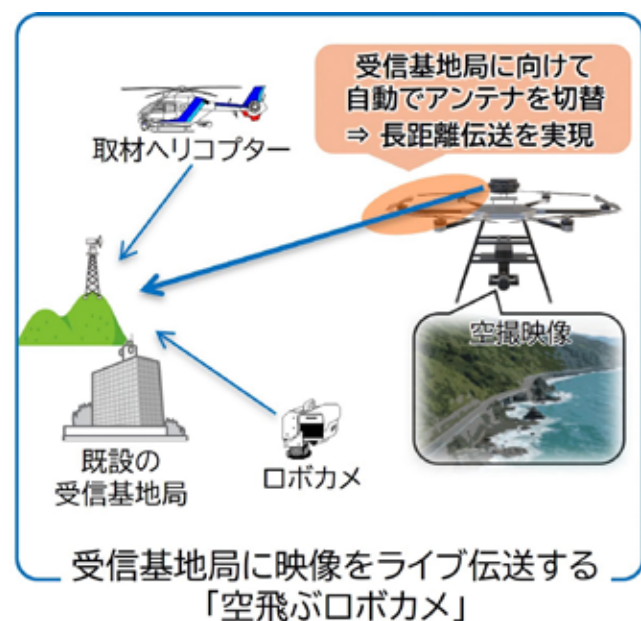 受信基地局に向けて
自動でアンテナを切替
⇒ 長距離伝送を実現
取材ヘリコプター
空撮映像
既設の
受信基地局
ロボカメ
受信基地局に映像をライブ伝送する
「空飛ぶロボカメ」